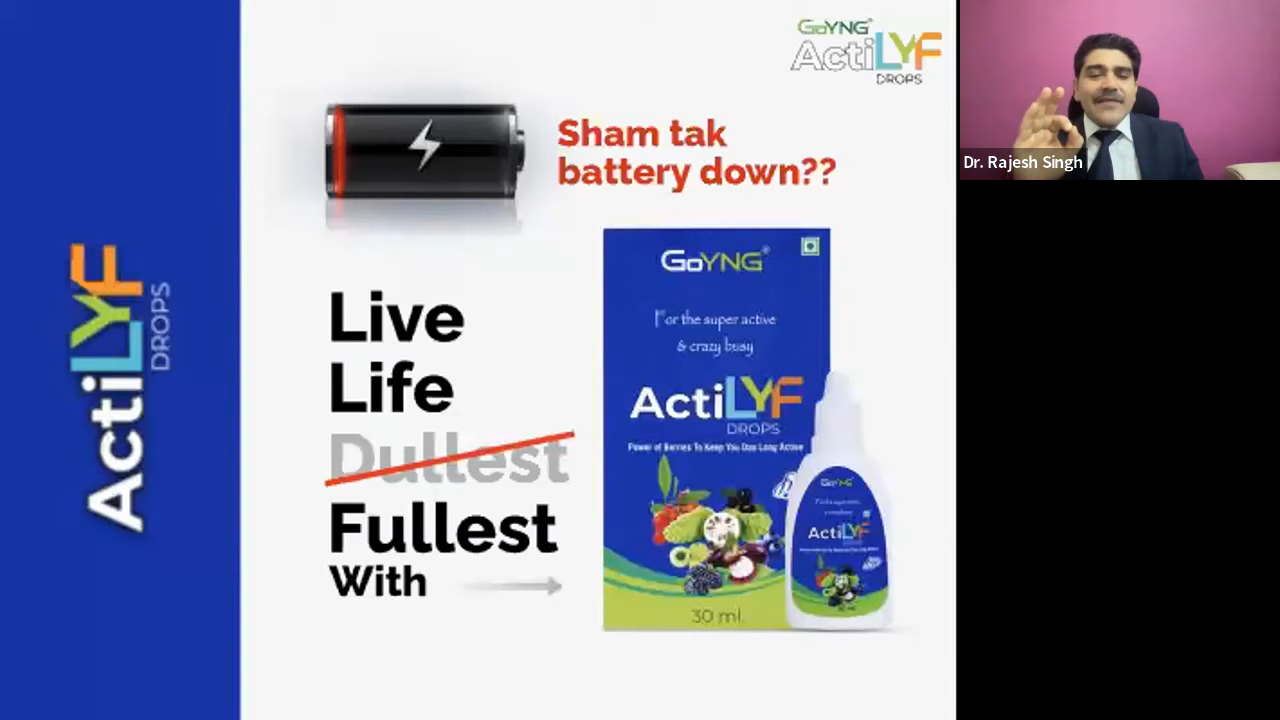 GoYNG®
ActiLYF
DROPS
Dr. Rajesh Singh
Sham tak
battery down??
ActiLYF
DROPS
Live
Life
Dullest
Fullest
With
GoYNG®
For the super active
& crazy busy
ActiLYF
DROPS
Power of Berries To Keep You Day Long Active
30 ml.
GoYNG
ActiLYF